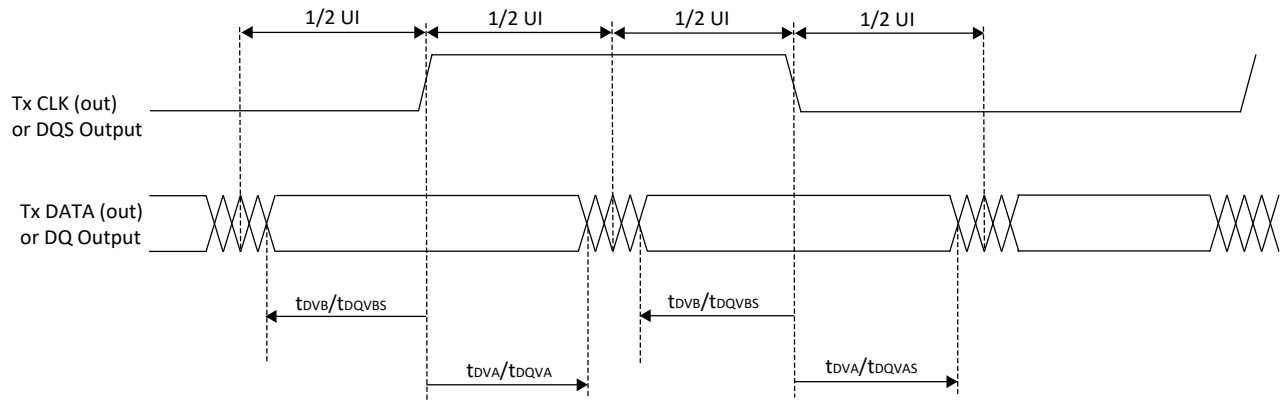 1/2 UI
1/2 UI
1/2 UI
1/2 UI
Tx CLK (out)
or DQS Output
Tx DATA (out)
or DQ Output
tDVB/tDQVBS
tDVB/tDQVBS
tDVA/tDQVA
tDVA/tDQVAS